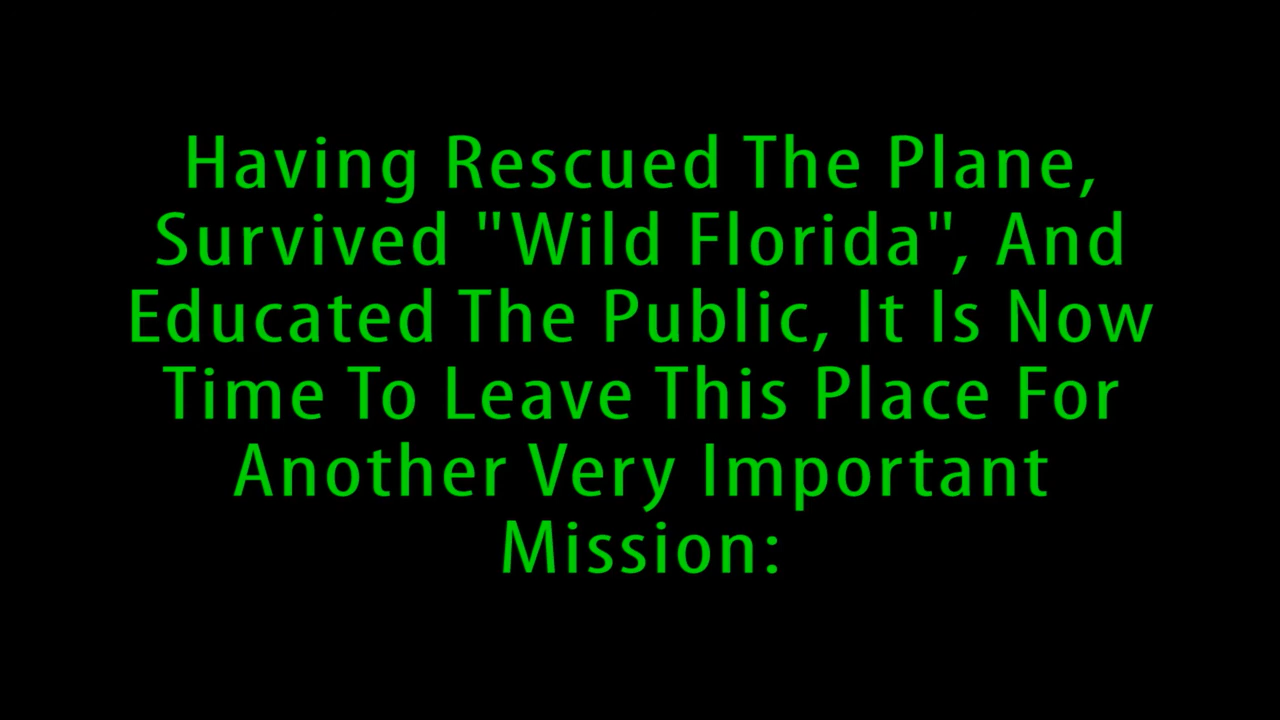 Having Rescued The Plane,
Survived "Wild Florida", And
Educated The Public, It Is Now
Time To Leave This Place For
Another Very Important
Mission: